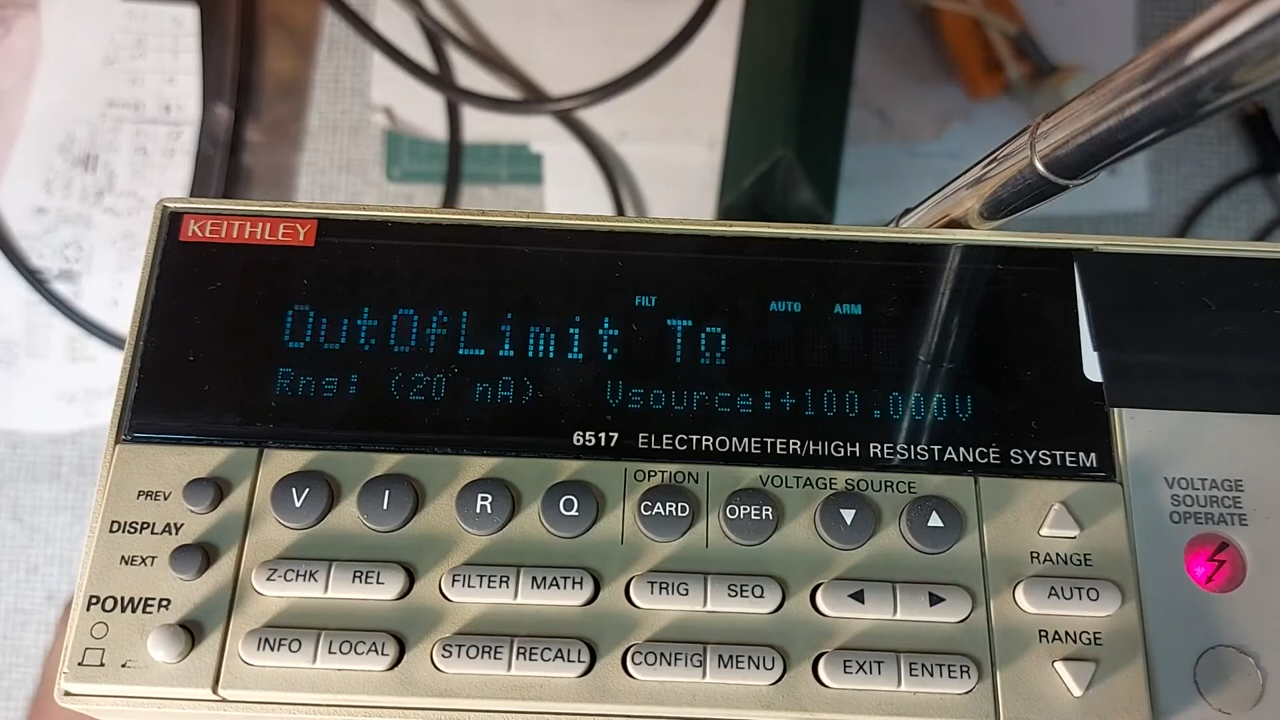 KEITHLEY
FILT AUTO ARM
OutOfLimit TΩ
Rng: (20 nA) Vsource:+100.000V
6517 ELECTROMETER/HIGH RESISTANCE SYSTEM
PREV
DISPLAY
NEXT
POWER
V I R Q
OPTION
CARD
VOLTAGE SOURCE
OPER ▼ ▲
Z-CHK REL FILTER MATH TRIG SEQ ◀ ▶
INFO LOCAL STORE RECALL CONFIG MENU EXIT ENTER
RANGE
AUTO
RANGE
VOLTAGE
SOURCE
OPERATE